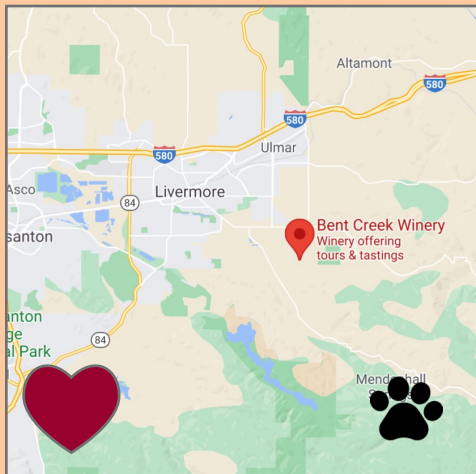 Altamont
580
580
Ulmar
580
Asco
Livermore
84
santon
Bent Creek Winery
Winery offering
tours & tastings
anton
ge
al Park
84